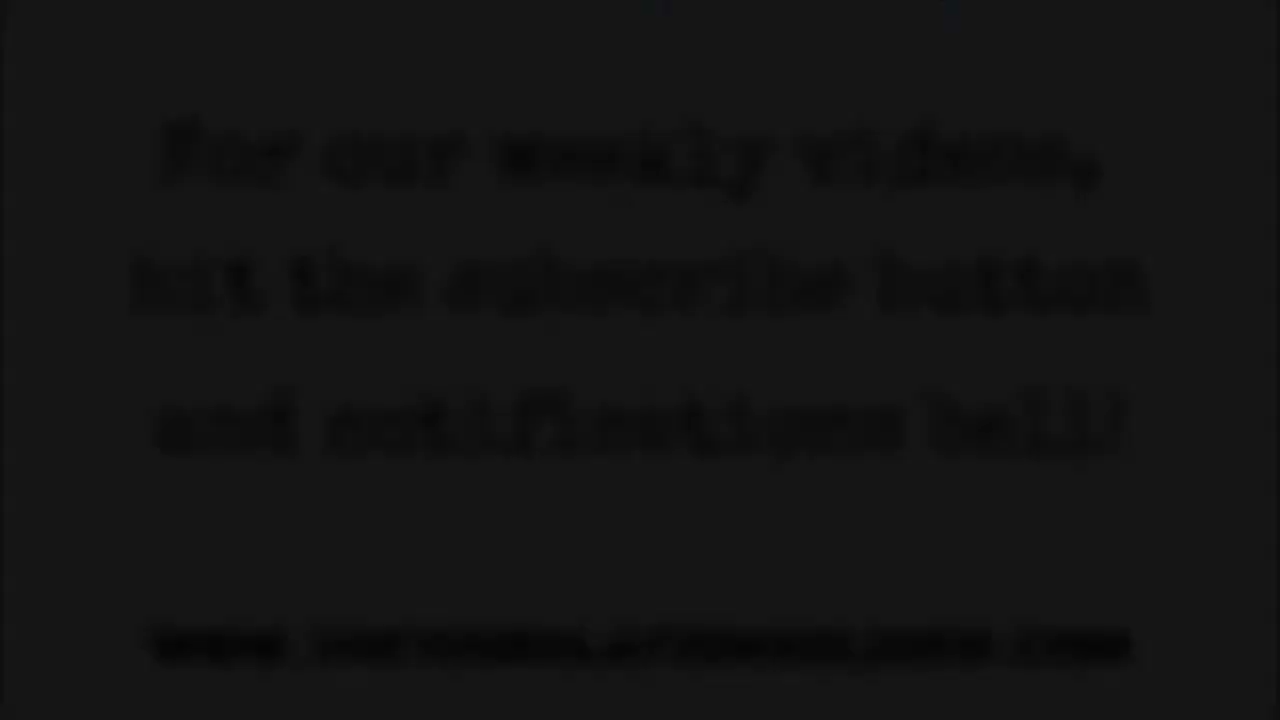 For our weekly videos,
hit the subscribe button
and notifications bell!